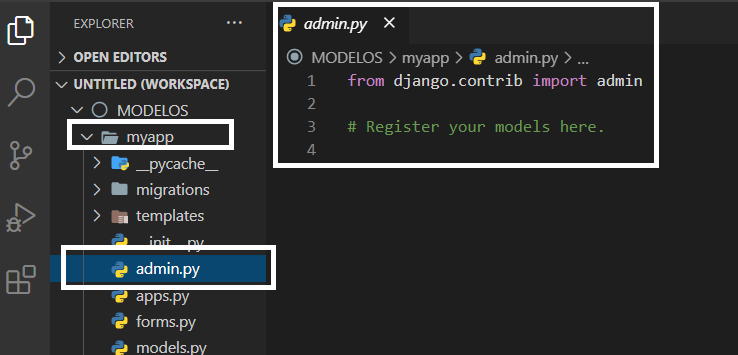 EXPLORER
OPEN EDITORS
UNTITLED (WORKSPACE)
MODELOS
myapp
__pycache__
migrations
templates
__init__.py
admin.py
apps.py
forms.py
models.py
admin.py
MODELOS > myapp > admin.py > ...
1 from django.contrib import admin
2
3 # Register your models here.
4